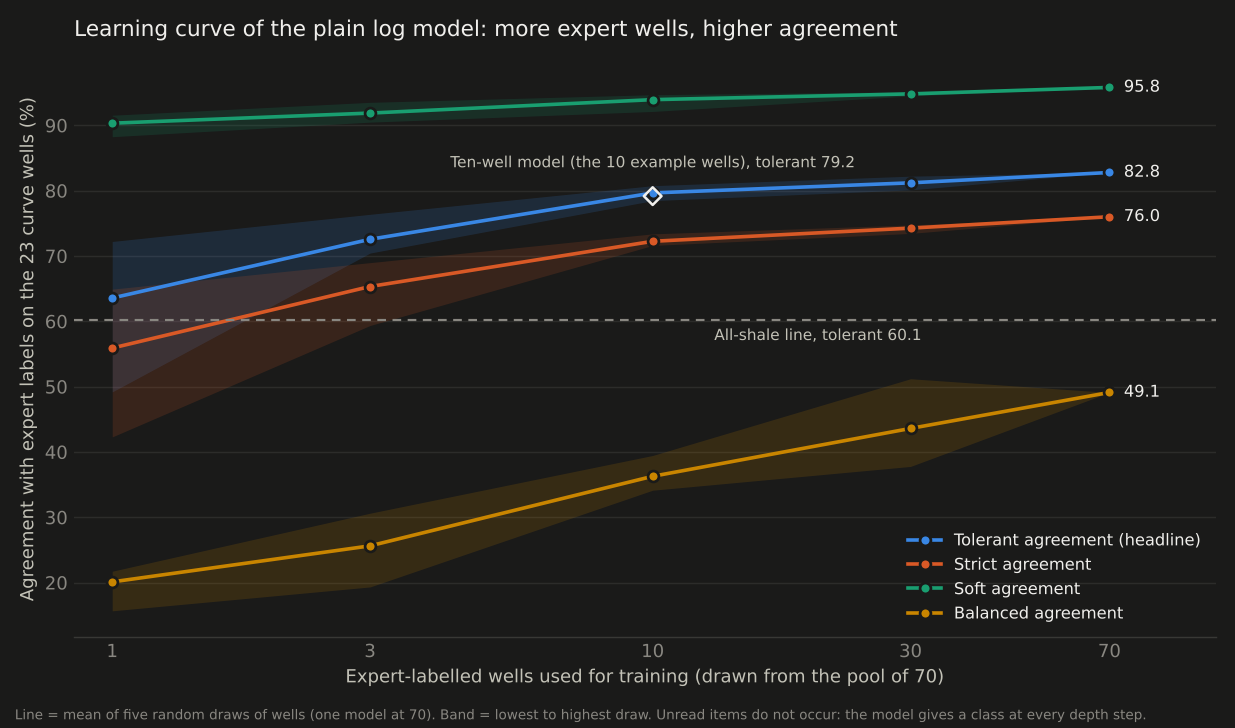 Learning curve of the plain log model: more expert wells, higher agreement
Agreement with expert labels on the 23 curve wells (%)
90
80
70
60
50
40
30
20
95.8
Ten-well model (the 10 example wells), tolerant 79.2
82.8
76.0
All-shale line, tolerant 60.1
49.1
Tolerant agreement (headline)
Strict agreement
Soft agreement
Balanced agreement
1
3
10
30
70
Expert-labelled wells used for training (drawn from the pool of 70)
Line = mean of five random draws of wells (one model at 70). Band = lowest to highest draw. Unread items do not occur: the model gives a class at every depth step.